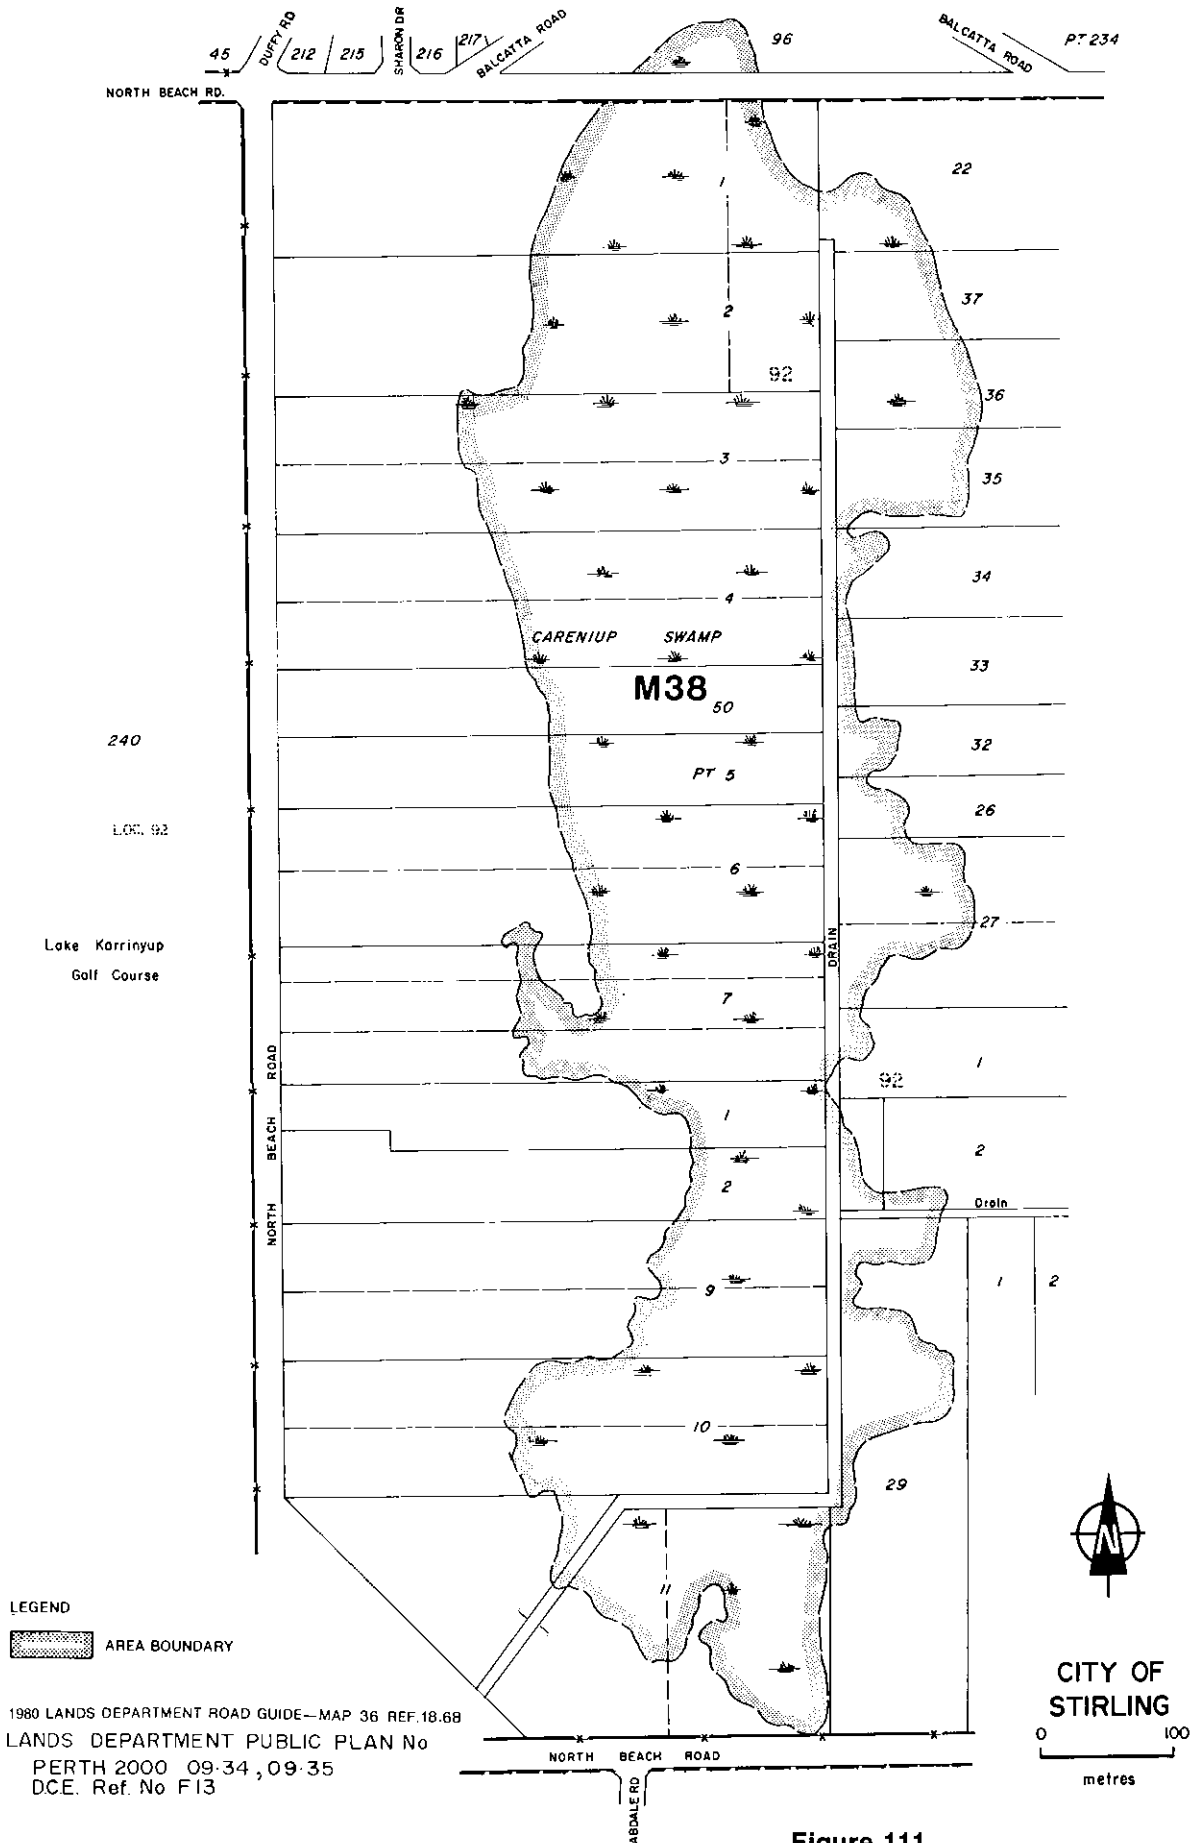 45
DUFFY RD
212
215
SHARON DR
216
217
BALCATTA ROAD
96
BALCATTA ROAD
PT 234
NORTH BEACH RD.
1
22
2
37
92
36
3
35
34
4
CARENIUP SWAMP
33
M38
50
240
32
PT 5
26
LOC. 92
6
27
Lake Karrinyup
Golf Course
DRAIN
7
NORTH BEACH ROAD
1
92
1
2
2
Drain
1
2
9
10
29
11
N
LEGEND
AREA BOUNDARY
CITY OF
STIRLING
0 100
metres
1980 LANDS DEPARTMENT ROAD GUIDE—MAP 36 REF.18.68
LANDS DEPARTMENT PUBLIC PLAN No
PERTH 2000 09·34, 09·35
D.C.E. Ref. No F13
NORTH BEACH ROAD
ABDALE RD
Figure 111